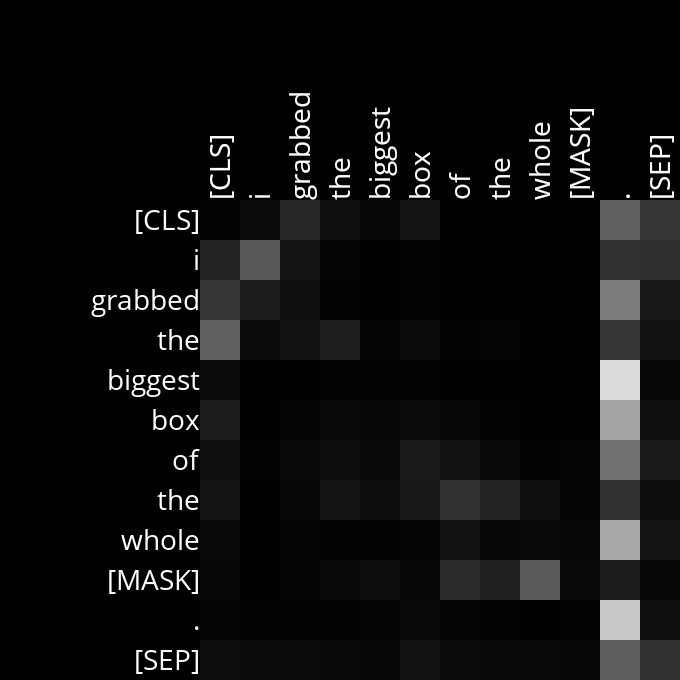 [CLS] i grabbed the biggest box of the whole [MASK] . [SEP]
[CLS]
i
grabbed
the
biggest
box
of
the
whole
[MASK]
.
[SEP]